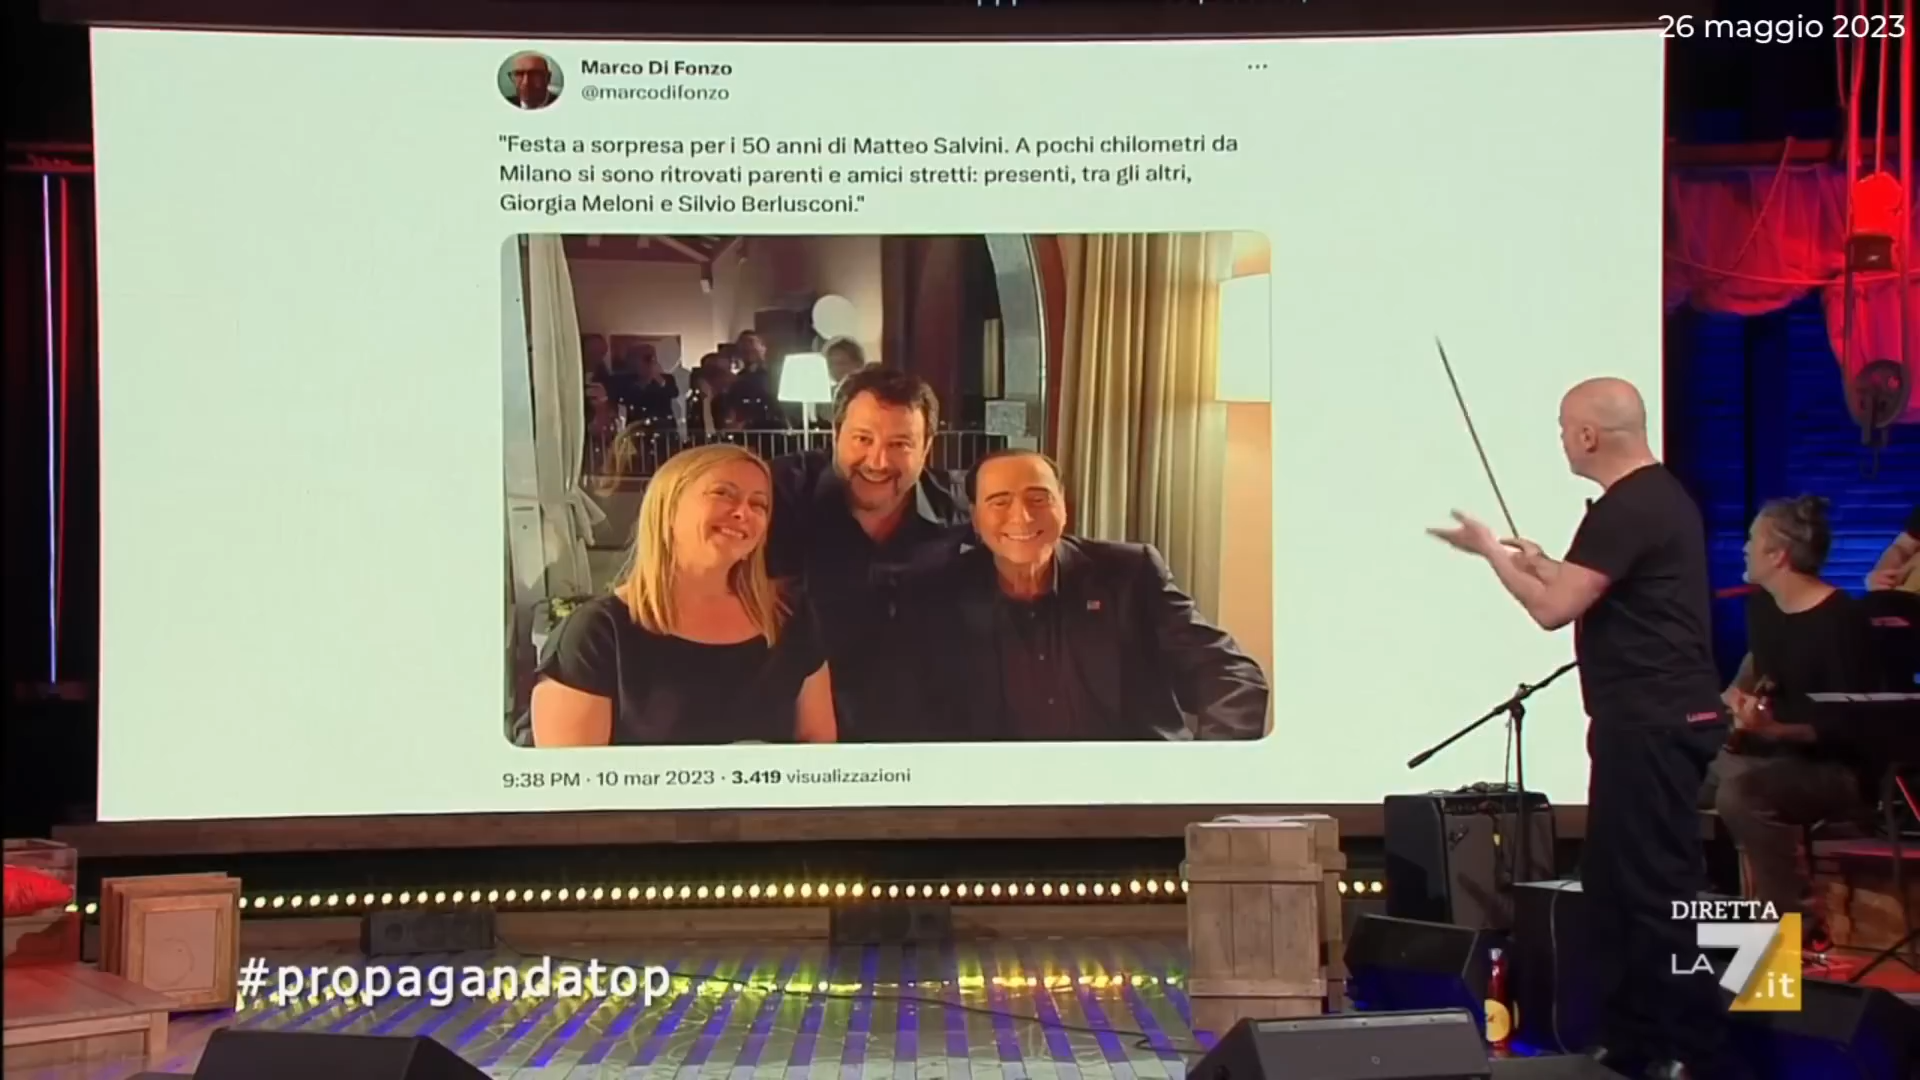 26 maggio 2023
Marco Di Fonzo
@marcodifonzo
"Festa a sorpresa per i 50 anni di Matteo Salvini. A pochi chilometri da
Milano si sono ritrovati parenti e amici stretti: presenti, tra gli altri,
Giorgia Meloni e Silvio Berlusconi."
9:38 PM · 10 mar 2023 · 3.419 visualizzazioni
#propagandatop
DIRETTA
LA7.it